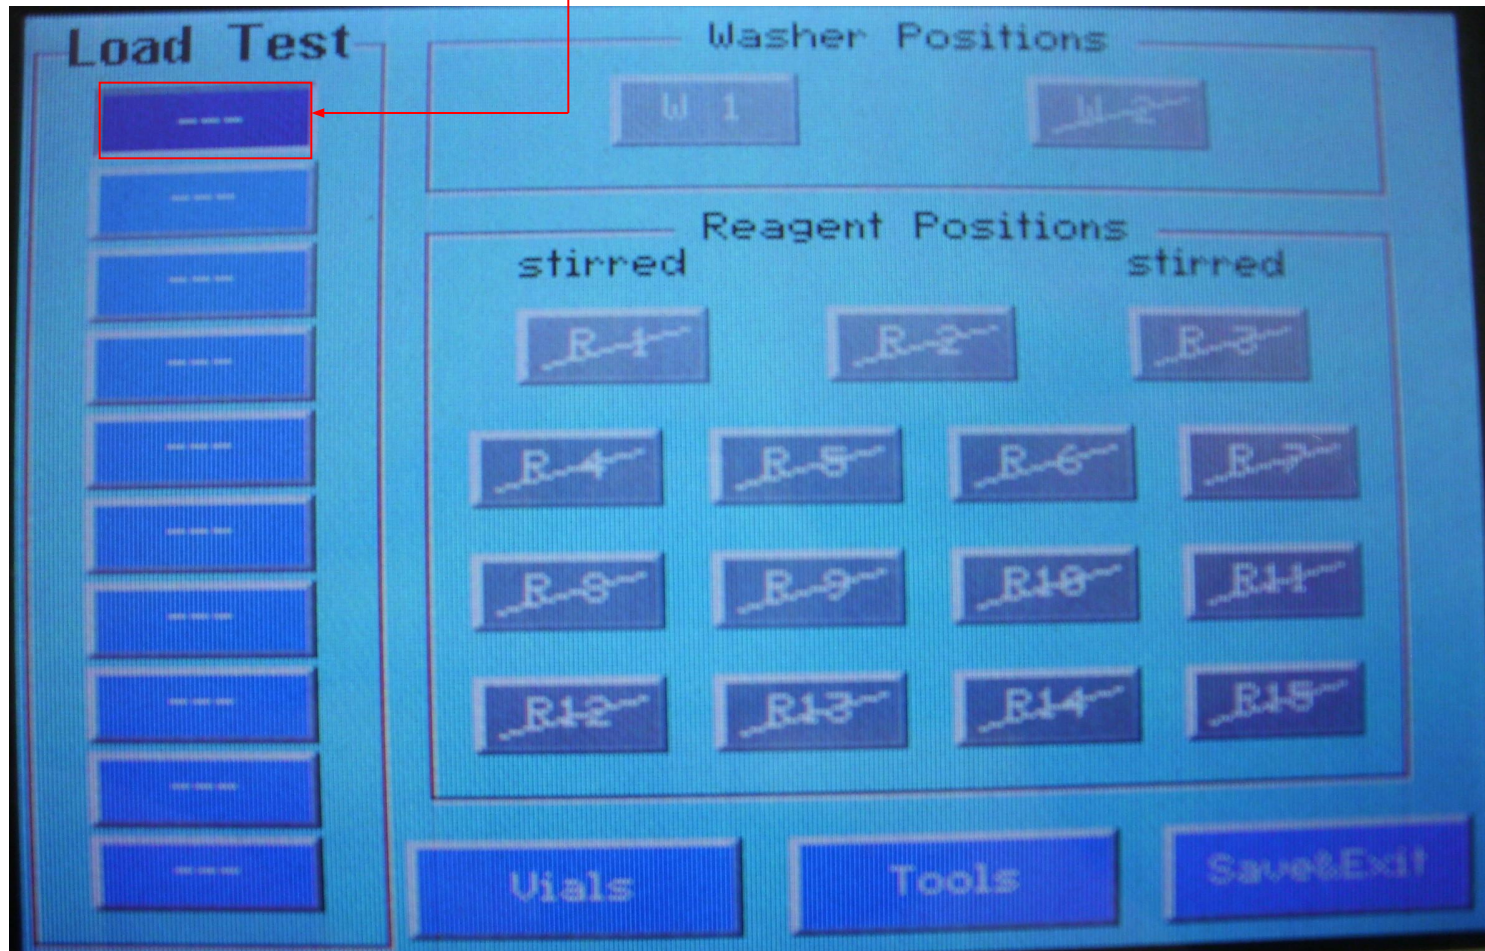 Load Test
---
---
---
---
---
---
---
---
---
---
Washer Positions
W 1
W 2
Reagent Positions
stirred stirred
R 1 R 2 R 3
R 4 R 5 R 6 R 7
R 8 R 9 R10 R11
R12 R13 R14 R15
Vials Tools Save&Exit